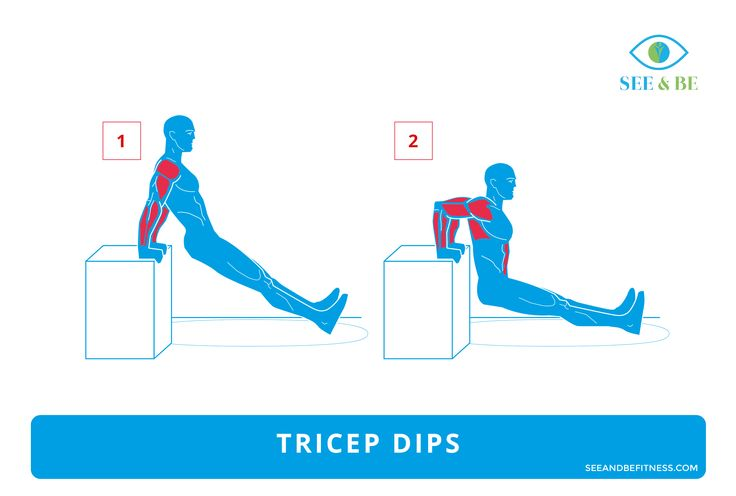 SEE & BE
1
2
TRICEP DIPS
SEEANDBEFITNESS.COM